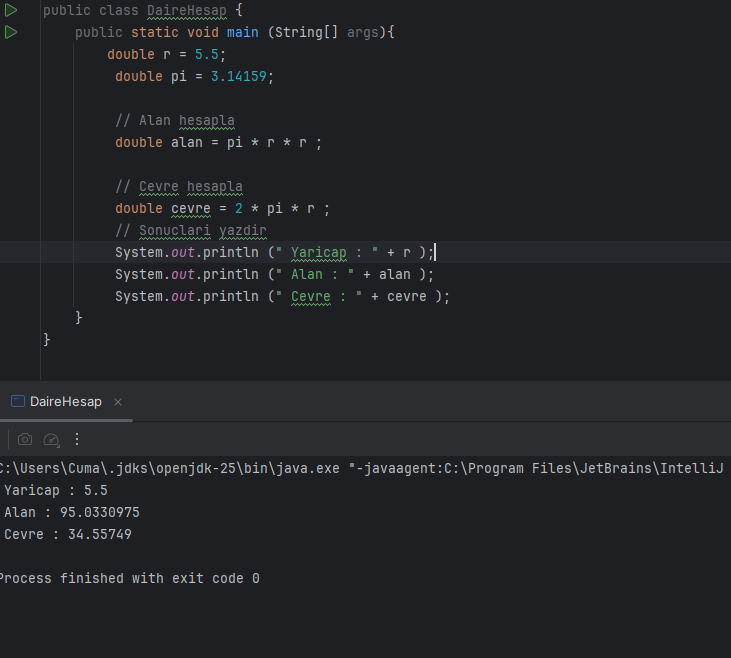 public class DaireHesap {
public static void main (String[] args){
double r = 5.5;
double pi = 3.14159;
// Alan hesapla
double alan = pi * r * r ;
// Cevre hesapla
double cevre = 2 * pi * r ;
// Sonuclari yazdir
System.out.println (" Yaricap : " + r );
System.out.println (" Alan : " + alan );
System.out.println (" Cevre : " + cevre );
}
}
DaireHesap
C:\Users\Cuma\.jdks\openjdk-25\bin\java.exe "-javaagent:C:\Program Files\JetBrains\IntelliJ
Yaricap : 5.5
Alan : 95.0330975
Cevre : 34.55749
Process finished with exit code 0